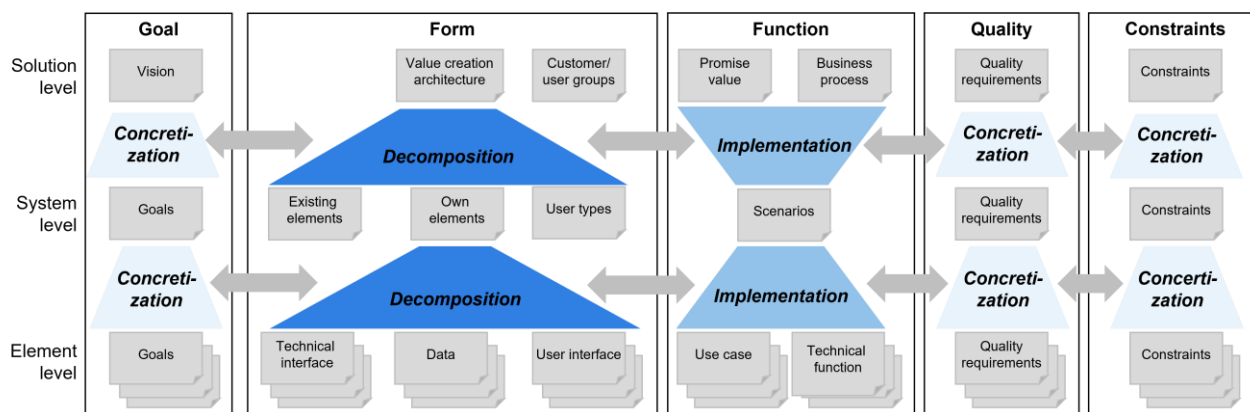 Goal
Form
Function
Quality
Constraints
Solution
level
Vision
Value creation
architecture
Customer/
user groups
Promise
value
Business
process
Quality
requirements
Constraints
Concreti-
zation
Decomposition
Implementation
Concreti-
zation
Concreti-
zation
System
level
Goals
Existing
elements
Own
elements
User types
Scenarios
Quality
requirements
Constraints
Concreti-
zation
Decomposition
Implementation
Concreti-
zation
Concerti-
zation
Element
level
Goals
Technical
interface
Data
User interface
Use case
Technical
function
Quality
requirements
Constraints